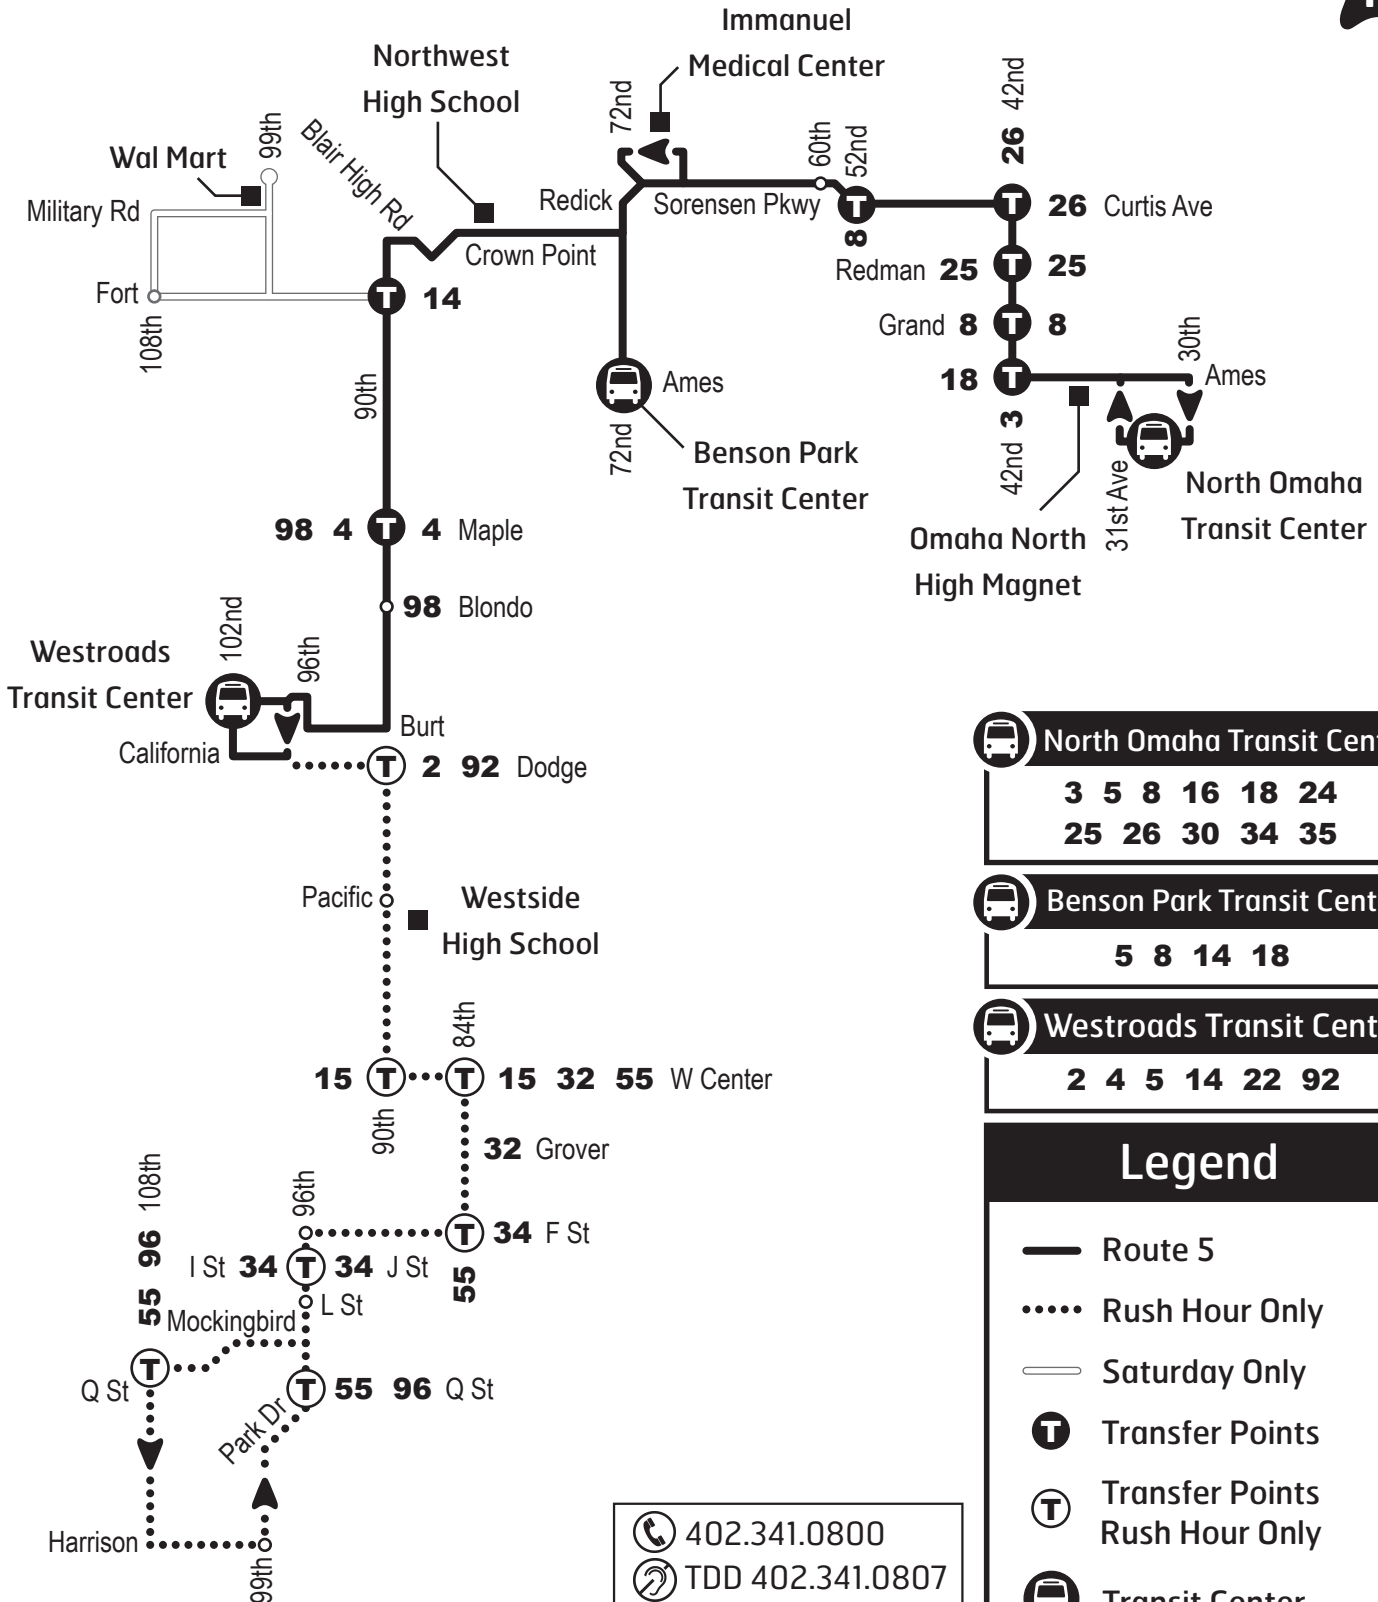 Immanuel
Medical Center
Northwest
High School
72nd
26 42nd
Wal Mart
99th
Blair High Rd
60th
52nd
Military Rd
Redick
Sorensen Pkwy
T
8
T
26 Curtis Ave
Crown Point
Redman 25
T
25
Fort
T
14
108th
Grand 8
T
8
30th
90th
Ames
18
T
Ames
3
42nd
72nd
Benson Park
Transit Center
31st Ave
North Omaha
Transit Center
98 4
T
4 Maple
Omaha North
High Magnet
98 Blondo
102nd
96th
Westroads
Transit Center
Burt
California
T
2 92 Dodge
North Omaha Transit Cen
3 5 8 16 18 24
25 26 30 34 35
Pacific
Westside
High School
Benson Park Transit Cent
5 8 14 18
84th
Westroads Transit Cent
2 4 5 14 22 92
15
T
T
15 32 55 W Center
90th
32 Grover
55 96 108th
96th
T
34 F St
55
I St 34
T
34 J St
L St
Mockingbird
T
Q St
T
55 96 Q St
Park Dr
Harrison
99th
Legend
Route 5
Rush Hour Only
Saturday Only
T
Transfer Points
T
Transfer Points
Rush Hour Only
Transit Center
402.341.0800
TDD 402.341.0807